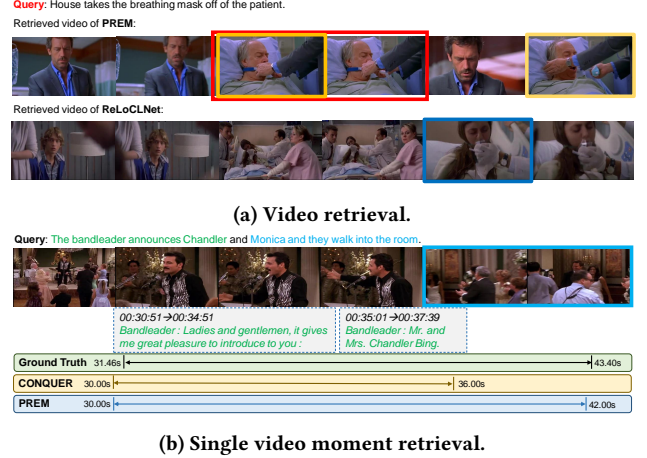 Query: House takes the breathing mask off of the patient.
Retrieved video of PREM:
Retrieved video of ReLoCLNet:
(a) Video retrieval.
Query: The bandleader announces Chandler and Monica and they walk into the room.
00:30:51→00:34:51
Bandleader : Ladies and gentlemen, it gives
me great pleasure to introduce to you :
00:35:01→00:37:39
Bandleader : Mr. and
Mrs. Chandler Bing.
Ground Truth 31.46s 43.40s
CONQUER 30.00s 36.00s
PREM 30.00s 42.00s
(b) Single video moment retrieval.